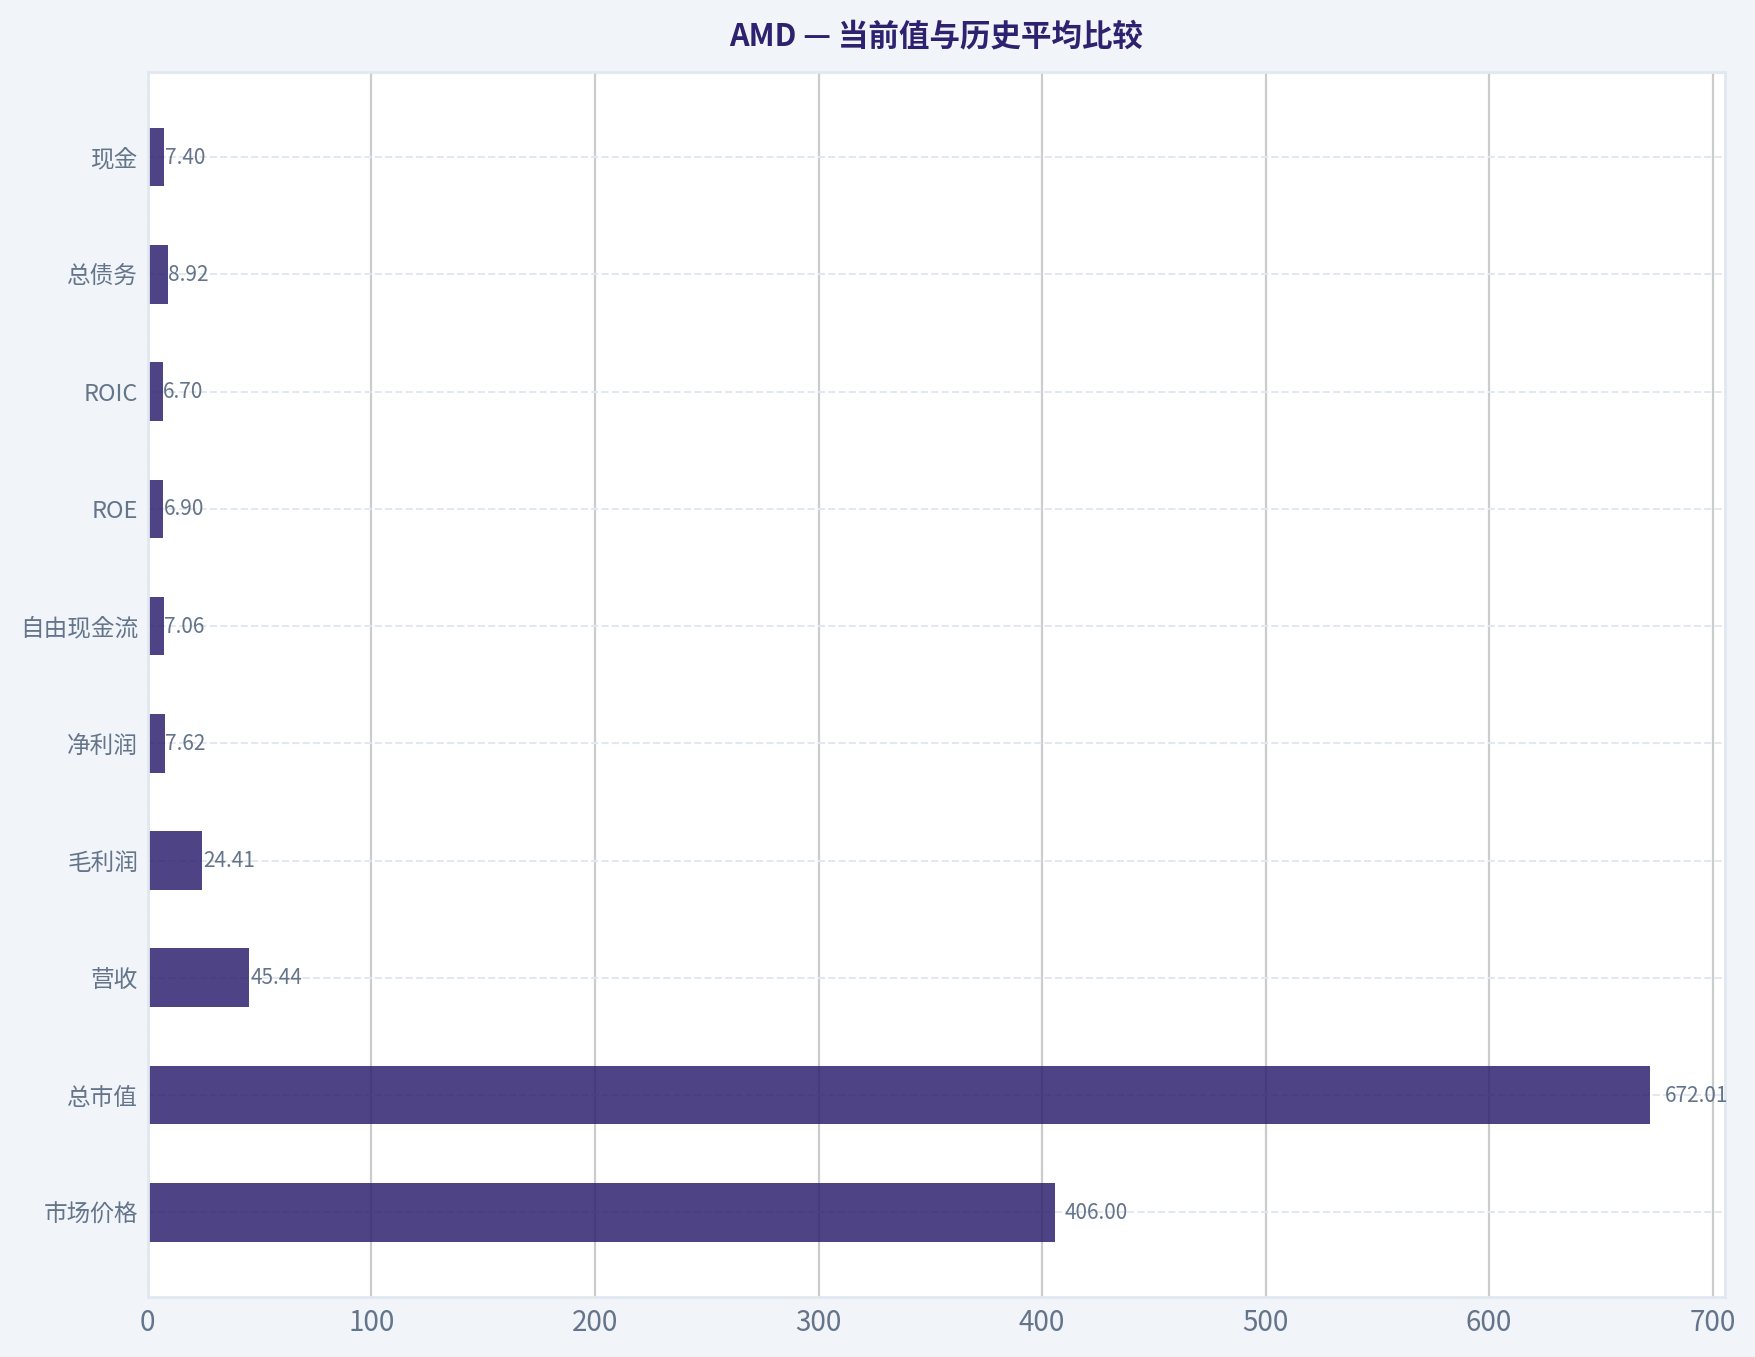 AMD — 当前值与历史平均比较
现金 7.40
总债务 8.92
ROIC 6.70
ROE 6.90
自由现金流 7.06
净利润 7.62
毛利润 24.41
营收 45.44
总市值 672.01
市场价格 406.00
0 100 200 300 400 500 600 700